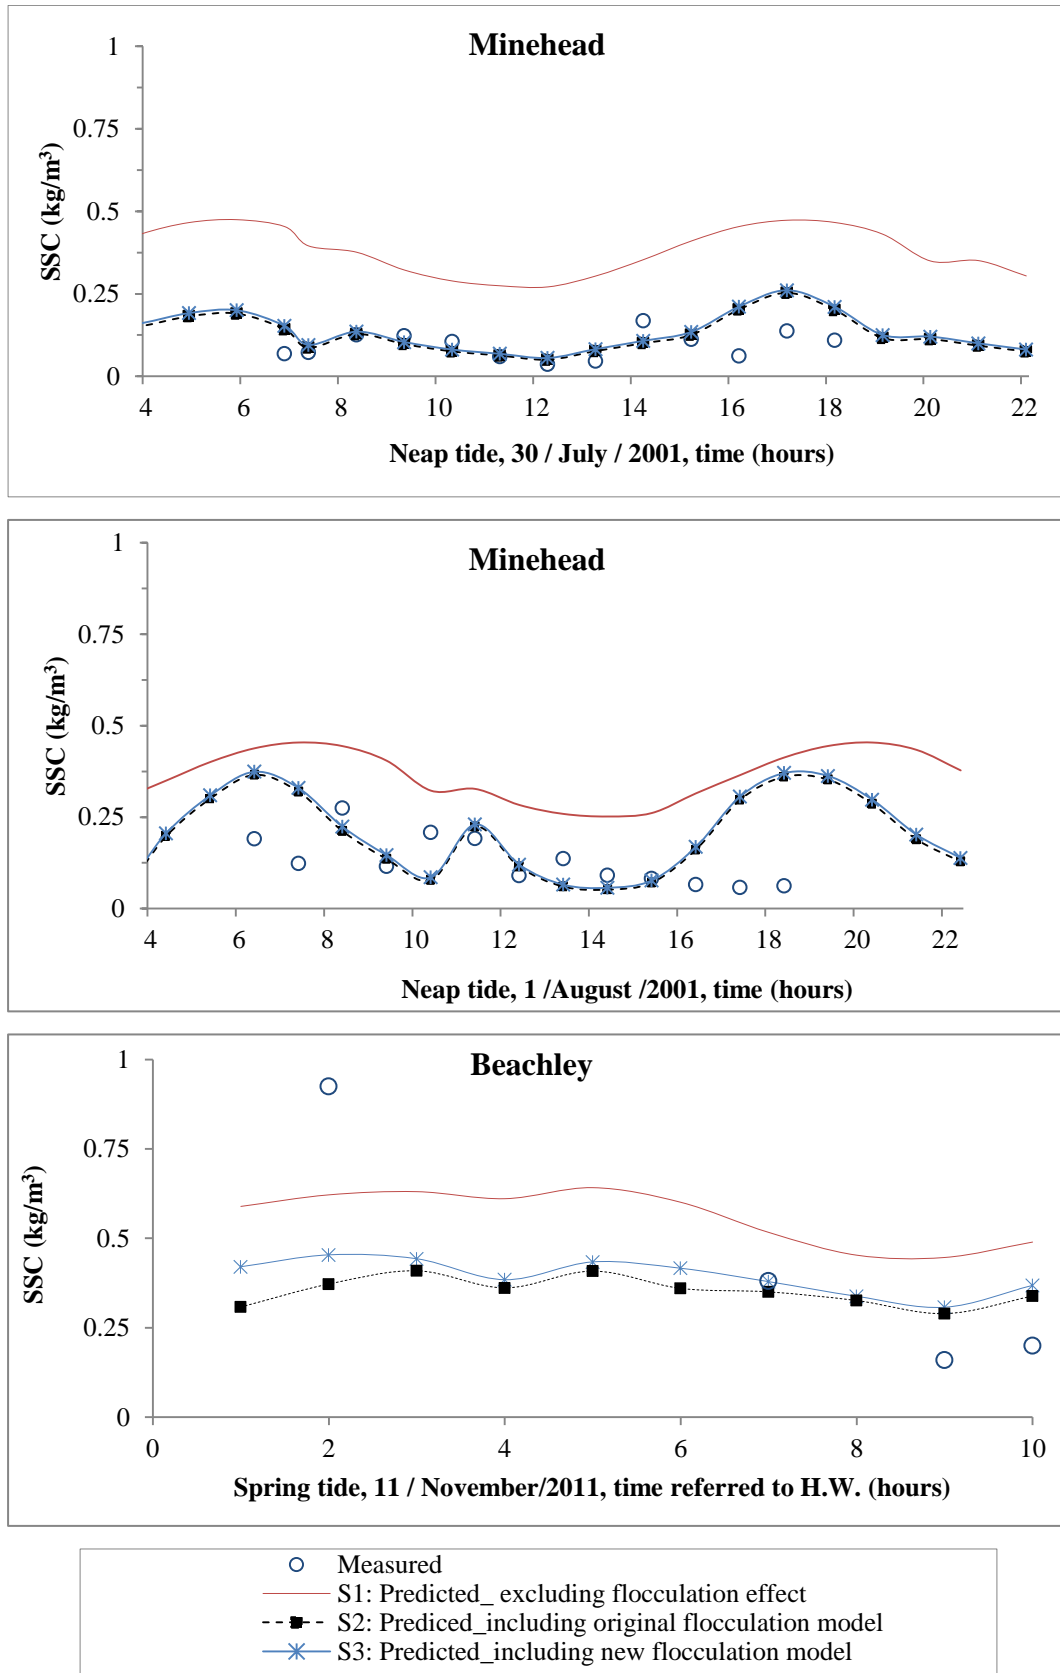 Minehead
1
0.75
0.5
0.25
0
SSC (kg/m³)
4 6 8 10 12 14 16 18 20 22
Neap tide, 30 / July / 2001, time (hours)
Minehead
1
0.75
0.5
0.25
0
SSC (kg/m³)
4 6 8 10 12 14 16 18 20 22
Neap tide, 1 /August /2001, time (hours)
Beachley
1
0.75
0.5
0.25
0
SSC (kg/m³)
0 2 4 6 8 10
Spring tide, 11 / November/2011, time referred to H.W. (hours)
Measured
S1: Predicted_ excluding flocculation effect
S2: Prediced_including original flocculation model
S3: Predicted_including new flocculation model